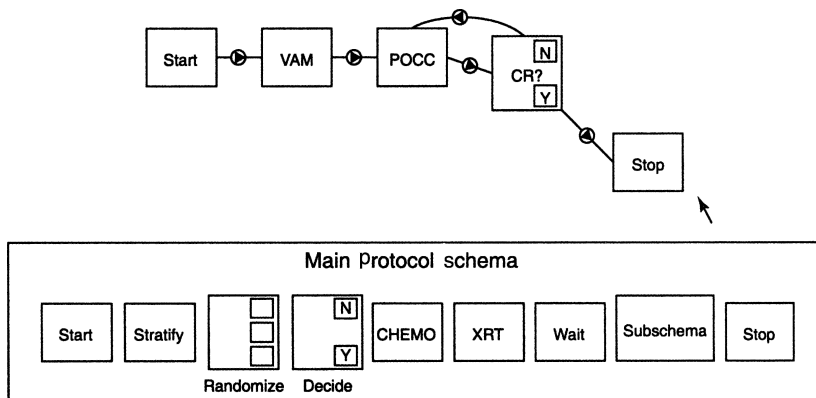 Start
VAM
POCC
CR?
N
Y
Stop
Main protocol schema
Start
Stratify
N
Y
CHEMO
XRT
Wait
Subschema
Stop
Randomize
Decide